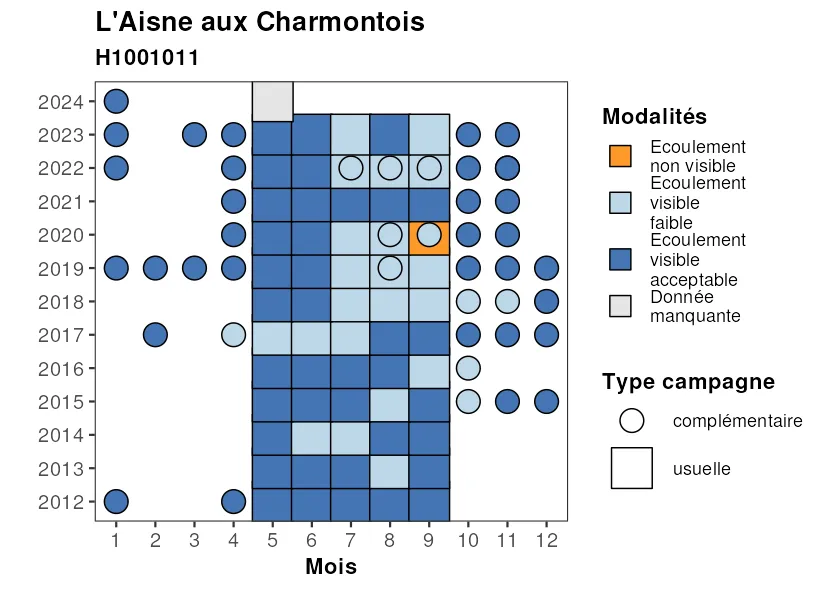 L'Aisne aux Charmontois
H1001011
2024
2023
2022
2021
2020
2019
2018
2017
2016
2015
2014
2013
2012
1 2 3 4 5 6 7 8 9 10 11 12
Mois
Modalités
Ecoulement
non visible
Ecoulement
visible
faible
Ecoulement
visible
acceptable
Donnée
manquante
Type campagne
complémentaire
usuelle